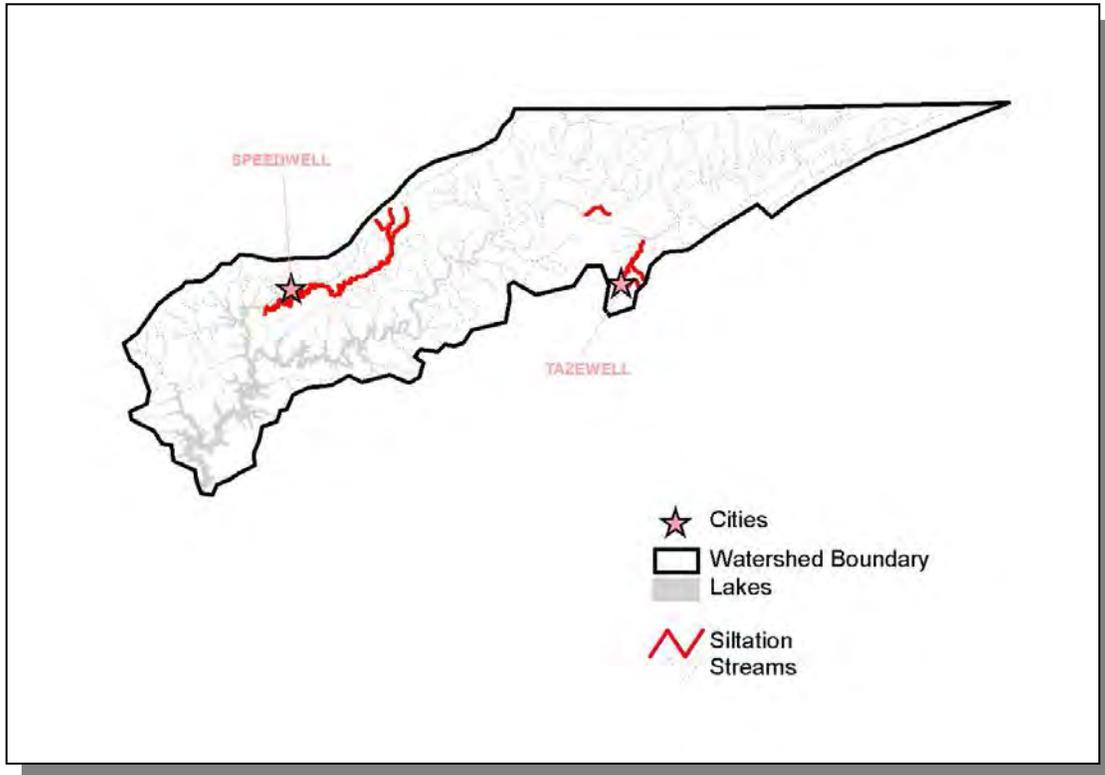 SPEEDWELL
TAZEWELL
Cities
Watershed Boundary
Lakes
Siltation
Streams